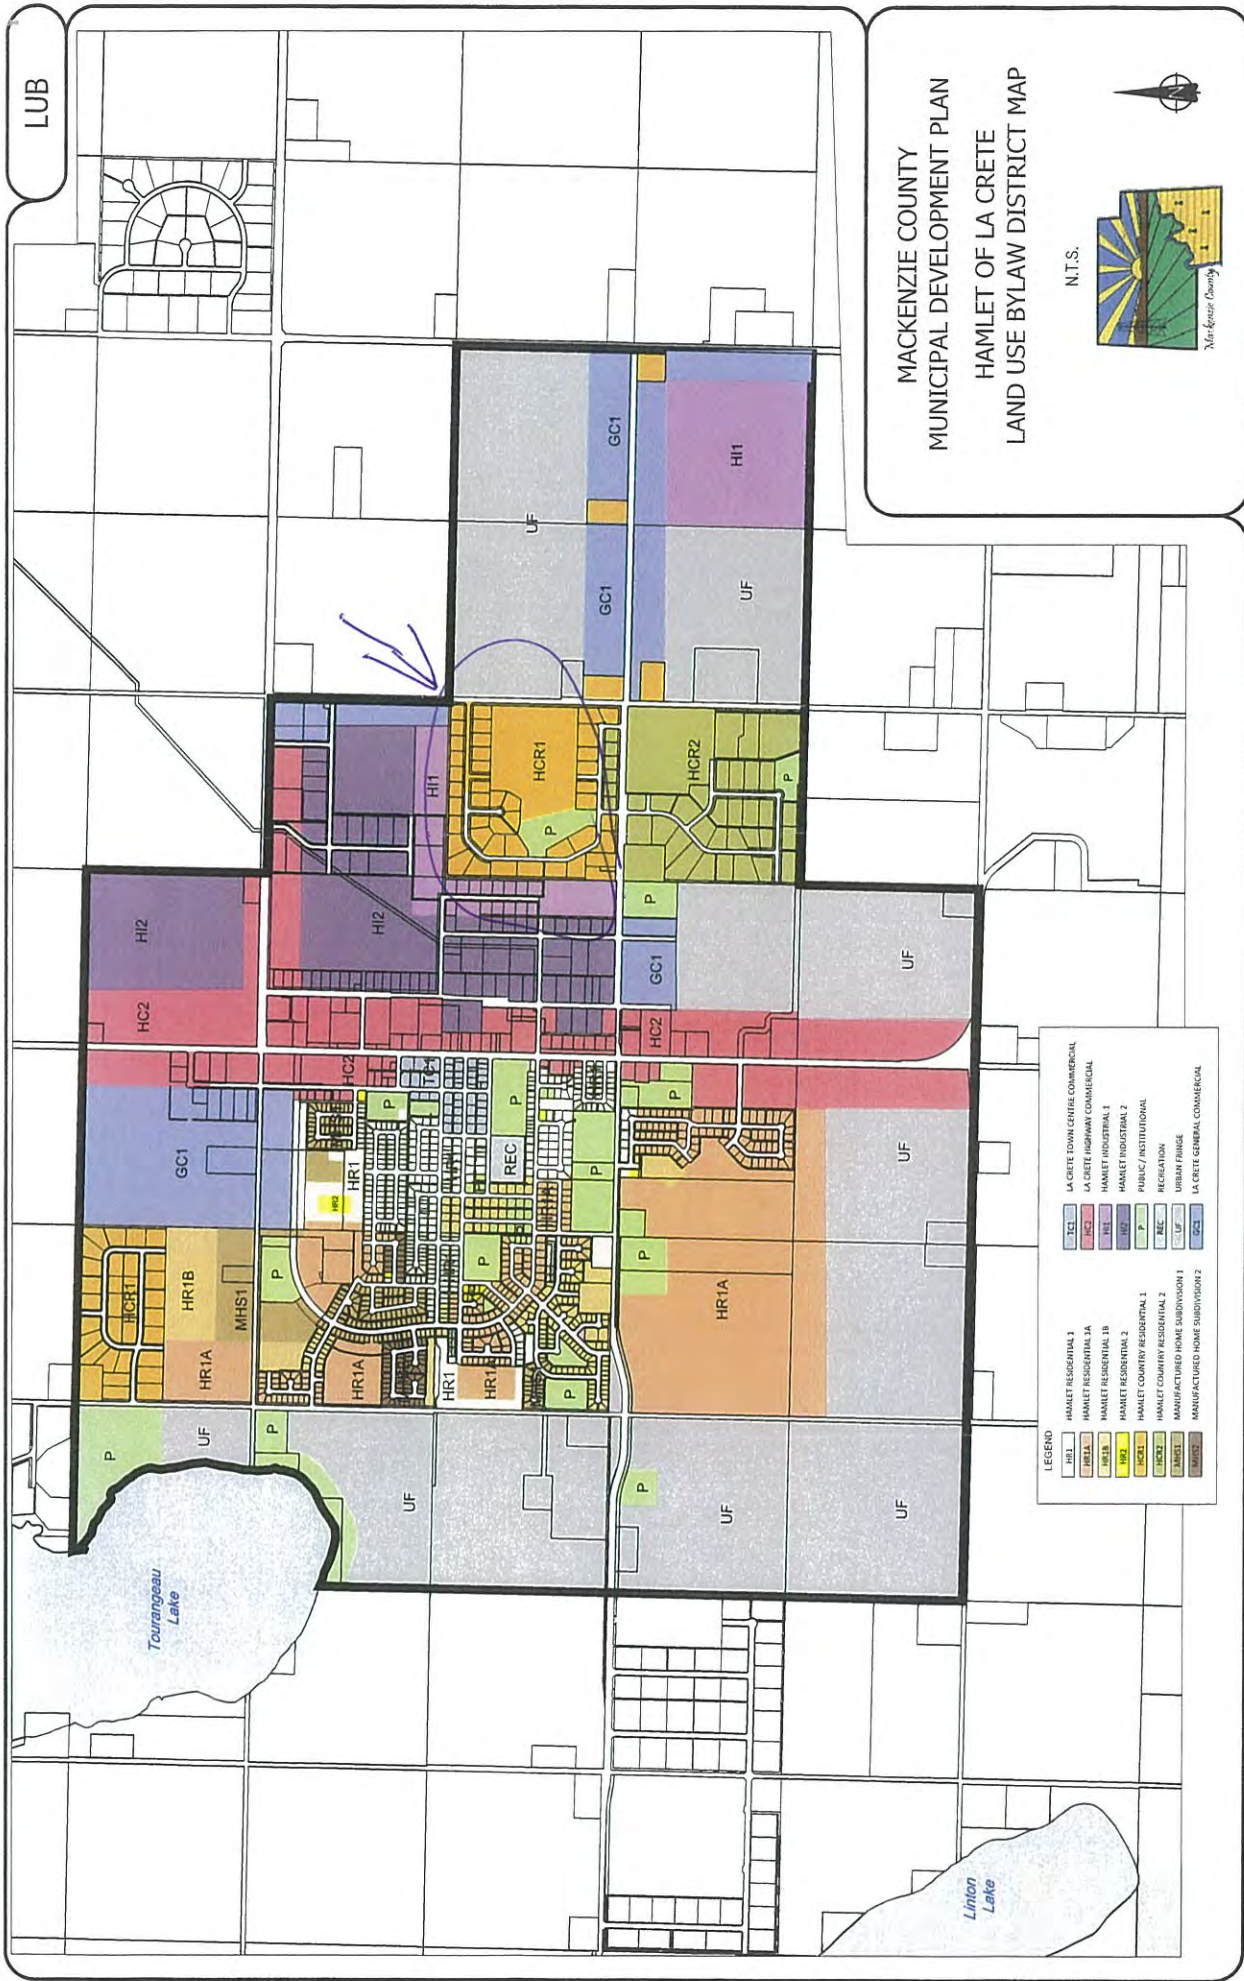 LUB
MACKENZIE COUNTY
MUNICIPAL DEVELOPMENT PLAN
HAMLET OF LA CRETE
LAND USE BYLAW DISTRICT MAP
N.T.S.
N
Mackenzie County
Tourangeau
Lake
Linton
Lake
P
UF
P
UF
P
UF
UF
HCR1
HR1A
HR1B
MHS1
P
HR1A
HR1
P
P
P
HR1A
GC1
HR2
HR1
P
REC
P
P
P
UF
HC2
HC2
TC1
HC2
HI2
HI2
GC1
P
UF
HI1
HCR1
P
HCR2
P
UF
GC1
GC1
UF
HI1
LEGEND
HR1 HAMLET RESIDENTIAL 1
HR1A HAMLET RESIDENTIAL 1A
HR1B HAMLET RESIDENTIAL 1B
HR2 HAMLET RESIDENTIAL 2
HCR1 HAMLET COUNTRY RESIDENTIAL 1
HCR2 HAMLET COUNTRY RESIDENTIAL 2
MHS1 MANUFACTURED HOME SUBDIVISION 1
MHS2 MANUFACTURED HOME SUBDIVISION 2
TC1 LA CRETE TOWN CENTRE COMMERCIAL
HC2 LA CRETE HIGHWAY COMMERCIAL
HI1 HAMLET INDUSTRIAL 1
HI2 HAMLET INDUSTRIAL 2
P PUBLIC / INSTITUTIONAL
REC RECREATION
UF URBAN FRINGE
GC1 LA CRETE GENERAL COMMERCIAL